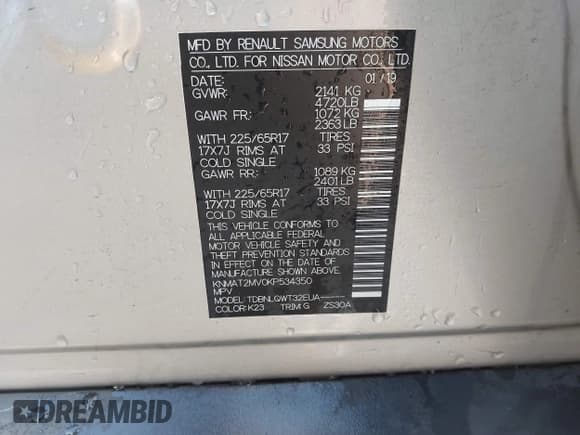 MFD BY RENAULT SAMSUNG MOTORS
CO., LTD. FOR NISSAN MOTOR CO., LTD.
DATE: 01/19
GVWR: 2141 KG
4720LB
GAWR FR: 1072 KG
2363LB
WITH 225/65R17 TIRES
17X7J RIMS AT 33 PSI
COLD SINGLE
GAWR RR: 1089 KG
2401LB
WITH 225/65R17 TIRES
17X7J RIMS AT 33 PSI
COLD SINGLE
THIS VEHICLE CONFORMS TO
ALL APPLICABLE FEDERAL
MOTOR VEHICLE SAFETY AND
THEFT PREVENTION STANDARDS
IN EFFECT ON THE DATE OF
MANUFACTURE SHOWN ABOVE.
KNMAT2MV0KP534350
MPV
MODEL: TDBNLQWT32EUA-----
COLOR:K23 TRIM:G ZS30A
DREAMBID